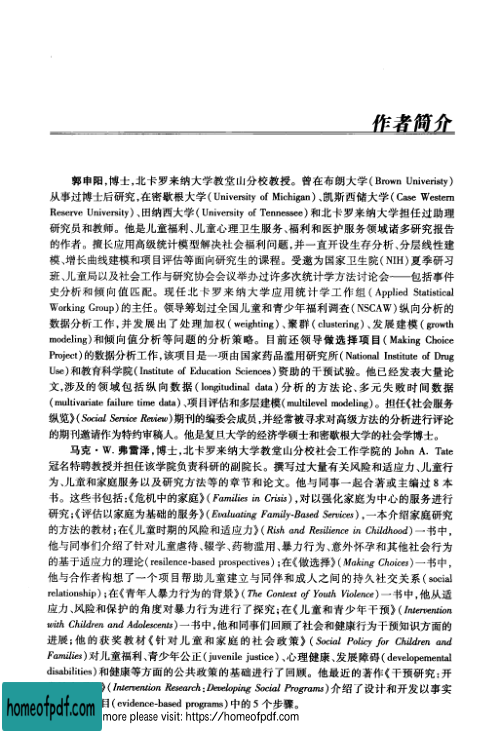 作者简介
郭申阳,博士,北卡罗来纳大学教堂山分校教授。曾在布朗大学(Brown Univeristy)
从事过博士后研究,在密歇根大学(University of Michigan)、凯斯西储大学(Case Western
Reserve University)、田纳西大学(University of Tennessee)和北卡罗来纳大学担任过助理
研究员和教师。他是儿童福利、儿童心理卫生服务、福利和医护服务领域诸多研究报告
的作者。擅长应用高级统计模型解决社会福利问题,并一直开设生存分析、分层线性建
模、增长曲线建模和项目评估等面向研究生的课程。受邀为国家卫生院(NIH)夏季研习
班、儿童局以及社会工作与研究协会会议举办过许多次统计学方法讨论会——包括事件
史分析和倾向值匹配。现任北卡罗来纳大学应用统计学工作组(Applied Statistical
Working Group)的主任。领导筹划过全国儿童和青少年福利调查(NSCAW)纵向分析的
数据分析工作,并发展出了处理加权(weighting)、聚群(clustering)、发展建模(growth
modeling)和倾向值分析等问题的分析策略。目前还领导做选择项目(Making Choice
Project)的数据分析工作,该项目是一项由国家药品滥用研究所(National Institute of Drug
Use)和教育科学院(Institute of Education Sciences)资助的干预试验。他已经发表大量论
文,涉及的领域包括纵向数据(longitudinal data)分析的方法论、多元失败时间数据
(multivariate failure time data)、项目评估和多层建模(multilevel modeling)。担任《社会服务
纵览》(Social Service Review)期刊的编委会成员,并经常被寻求对高级方法的分析进行评论
的期刊邀请作为特约审稿人。他是复旦大学的经济学硕士和密歇根大学的社会学博士。
马克·W.弗雷泽,博士,北卡罗来纳大学教堂山分校社会工作学院的 John A. Tate
冠名特聘教授并担任该学院负责科研的副院长。撰写过大量有关风险和适应力、儿童行
为、儿童和家庭服务以及研究方法等的章节和论文。他与同事一起合著或主编过 8 本
书。这些书包括:《危机中的家庭》(Families in Crisis),对以强化家庭为中心的服务进行
研究;《评估以家庭为基础的服务》(Evaluating Family-Based Services),一本介绍家庭研究
的方法的教材;在《儿童时期的风险和适应力》(Rish and Resilience in Childhood)一书中,
他与同事们介绍了针对儿童虐待、辍学、药物滥用、暴力行为、意外怀孕和其他社会行为
的基于适应力的理论(resilence-based prospectives);在《做选择》(Making Choices)一书中,
他与合作者构想了一个项目帮助儿童建立与同伴和成人之间的持久社交关系(social
relationship);在《青年人暴力行为的背景》(The Context of Youth Violence)一书中,他从适
应力、风险和保护的角度对暴力行为进行了探究;在《儿童和青少年干预》(Intervention
with Children and Adolescents)一书中,他和同事们回顾了社会和健康行为干预知识方面的
进展;他的获奖教材《针对儿童和家庭的社会政策》(Social Policy for Children and
Families)对儿童福利、青少年公正(juvenile justice)、心理健康、发展障碍(developemental
disabilities)和健康等方面的公共政策的基础进行了回顾。他最近的著作《干预研究:开
》(Intervention Research: Developing Social Programs)介绍了设计和开发以事实
目(evidence-based programs)中的 5 个步骤。
homeofpdf.com
more please visit: https://homeofpdf.com